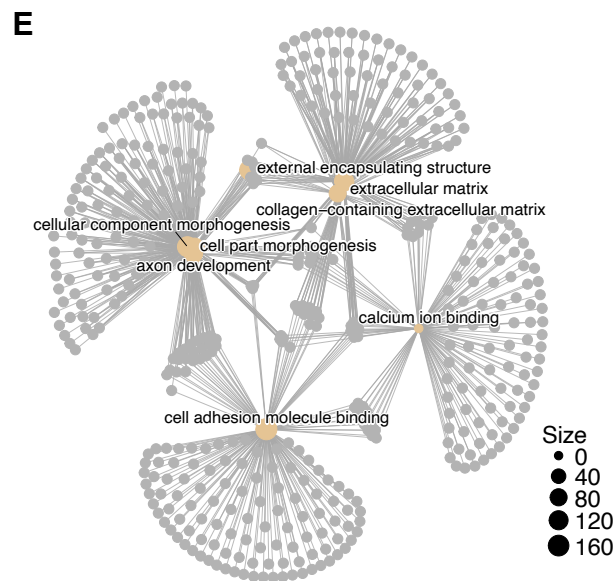 E
external encapsulating structure
extracellular matrix
collagen−containing extracellular matrix
cellular component morphogenesis
cell part morphogenesis
axon development
calcium ion binding
cell adhesion molecule binding
Size
0
40
80
120
160